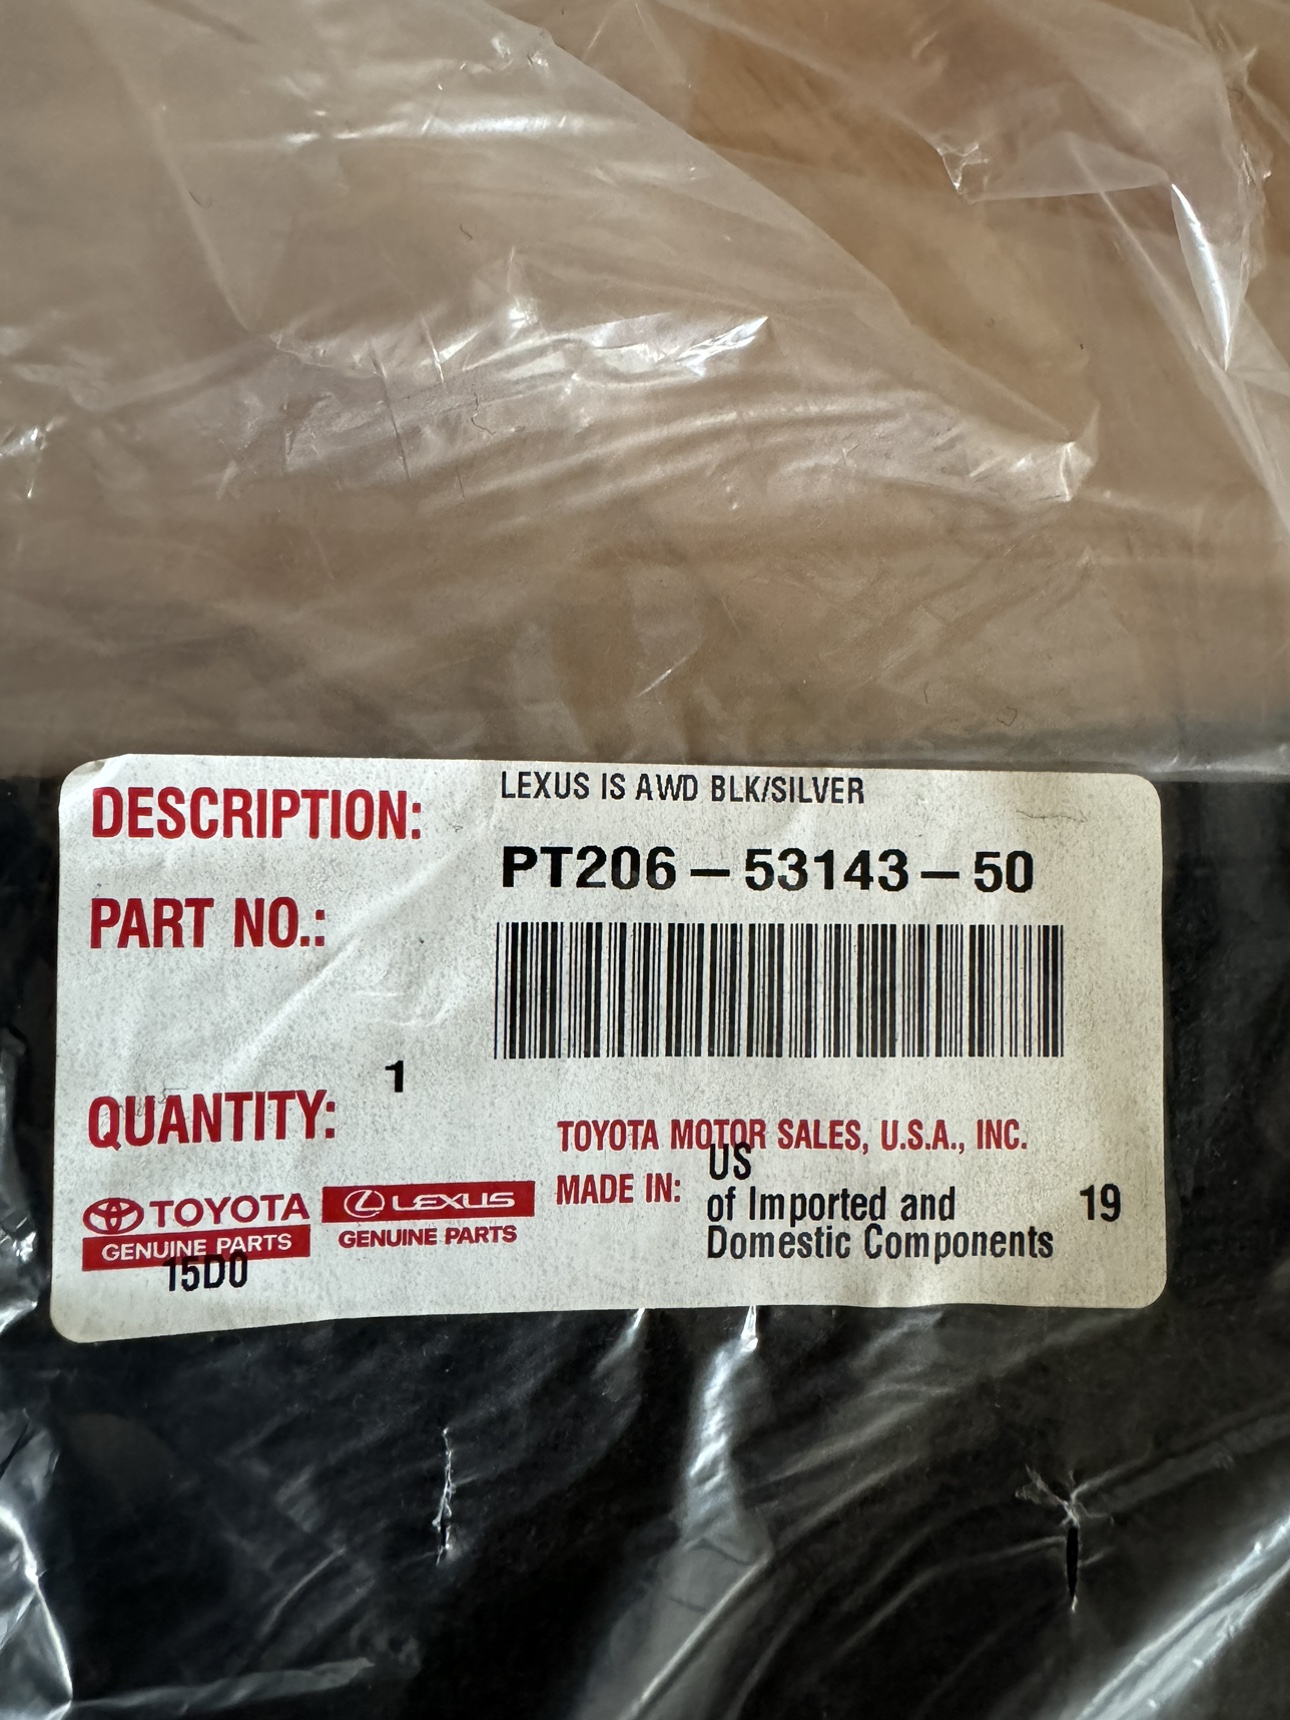 DESCRIPTION: LEXUS IS AWD BLK/SILVER
PART NO.: PT206-53143-50
QUANTITY: 1
TOYOTA MOTOR SALES, U.S.A., INC.
MADE IN: US
of Imported and 19
Domestic Components
TOYOTA
GENUINE PARTS
LEXUS
GENUINE PARTS
15D0